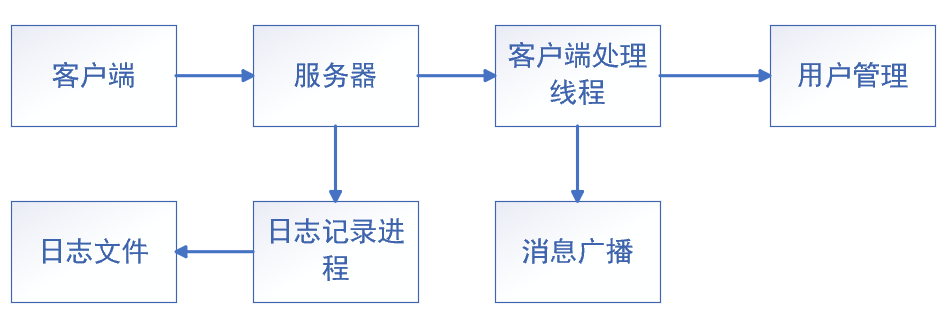 客户端
服务器
客户端处理
线程
用户管理
日志文件
日志记录进
程
消息广播